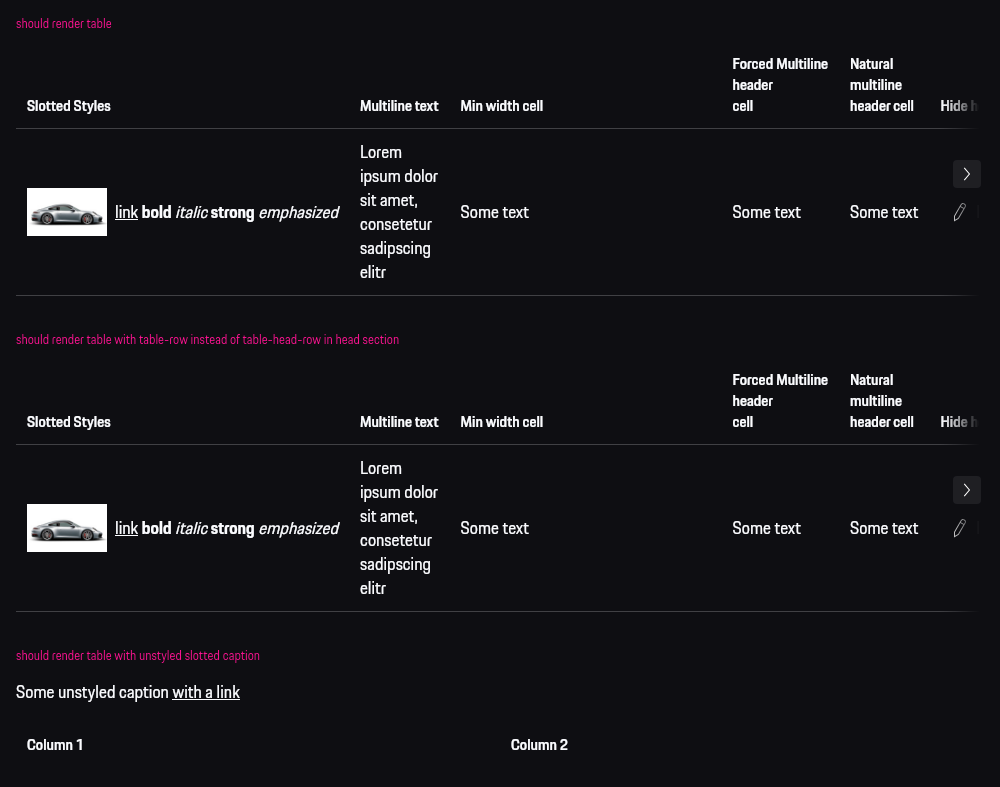 should render table
Slotted Styles
Multiline text
Min width cell
Forced Multiline
header
cell
Natural
multiline
header cell
Hide
link bold italic strong emphasized
Lorem
ipsum dolor
sit amet,
consetetur
sadipscing
elitr
Some text
Some text
Some text
should render table with table-row instead of table-head-row in head section
Slotted Styles
Multiline text
Min width cell
Forced Multiline
header
cell
Natural
multiline
header cell
Hide
link bold italic strong emphasized
Lorem
ipsum dolor
sit amet,
consetetur
sadipscing
elitr
Some text
Some text
Some text
should render table with unstyled slotted caption
Some unstyled caption with a link
Column 1
Column 2